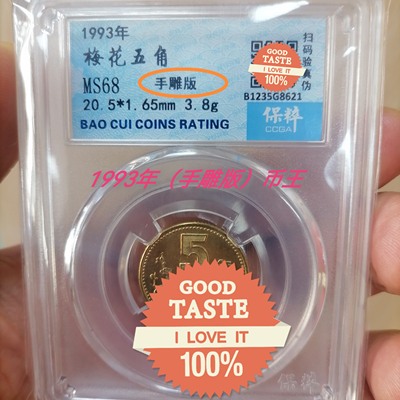 1993年
梅花五角
MS68
手雕版
20.5*1.65mm 3.8g
BAO CUI COINS RATING
GOOD
TASTE
I LOVE IT
100%
扫码验真伪
B1235G8621
保粹
CCGA
1993年（手雕版）币王
5
GOOD
TASTE
I LOVE IT
100%
保粹